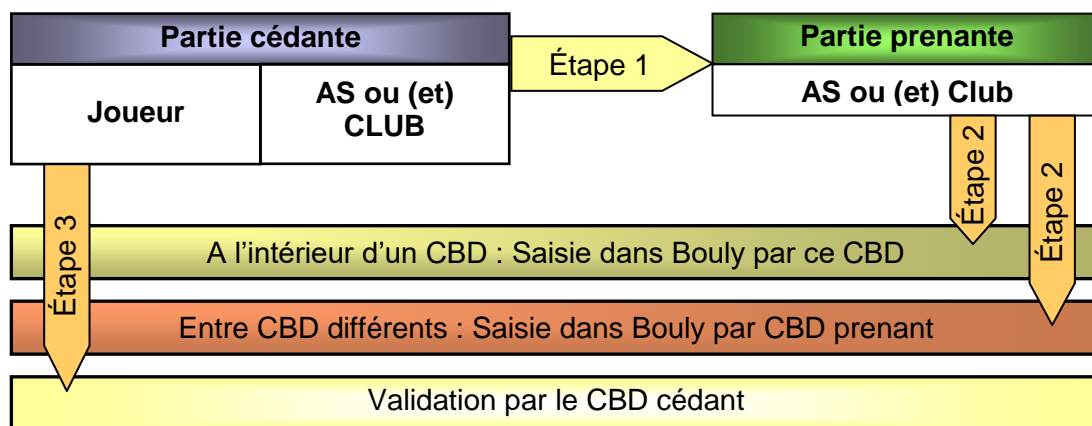 Partie cédante
Étape 1
Partie prenante
Joueur
AS ou (et)
CLUB
AS ou (et) Club
Étape 2
Étape 2
Étape 3
A l’intérieur d’un CBD : Saisie dans Bouly par ce CBD
Entre CBD différents : Saisie dans Bouly par CBD prenant
Validation par le CBD cédant